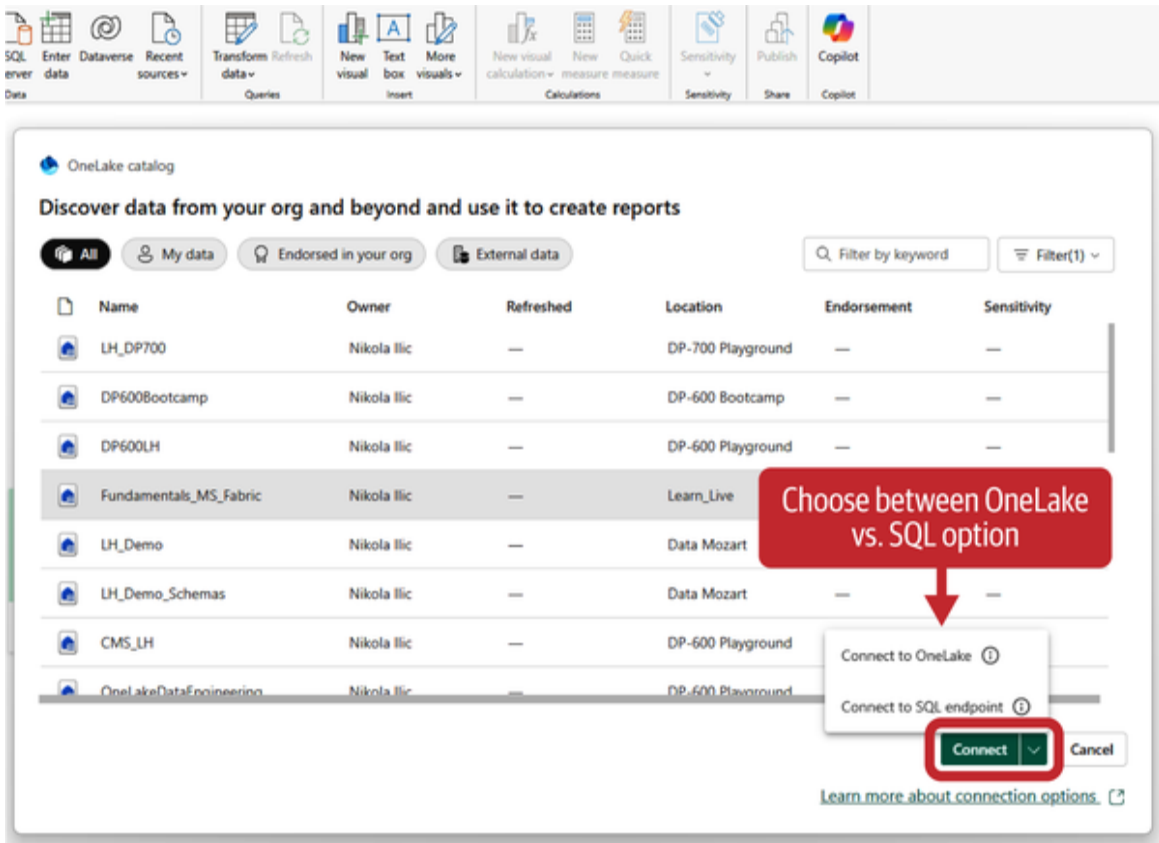 SQL Enter Dataverse Recent Transform Refresh New Text More New visual New Quick Sensitivity Publish Copilot
erver data sources data visual box visuals calculation measure measure
Data Queries Insert Calculations Sensitivity Share Copilot
OneLake catalog
Discover data from your org and beyond and use it to create reports
All My data Endorsed in your org External data Filter by keyword Filter(1)
Name Owner Refreshed Location Endorsement Sensitivity
LH_DP700 Nikola Ilic — DP-700 Playground — —
DP600Bootcamp Nikola Ilic — DP-600 Bootcamp — —
DP600LH Nikola Ilic — DP-600 Playground — —
Fundamentals_MS_Fabric Nikola Ilic — Learn_Live
Choose between OneLake
vs. SQL option
LH_Demo Nikola Ilic — Data Mozart
LH_Demo_Schemas Nikola Ilic — Data Mozart — —
CMS_LH Nikola Ilic — DP-600 Playground
Connect to OneLake
OneLakeDataEngineering Nikola Ilic — DP-600 Playground
Connect to SQL endpoint
Connect Cancel
Learn more about connection options